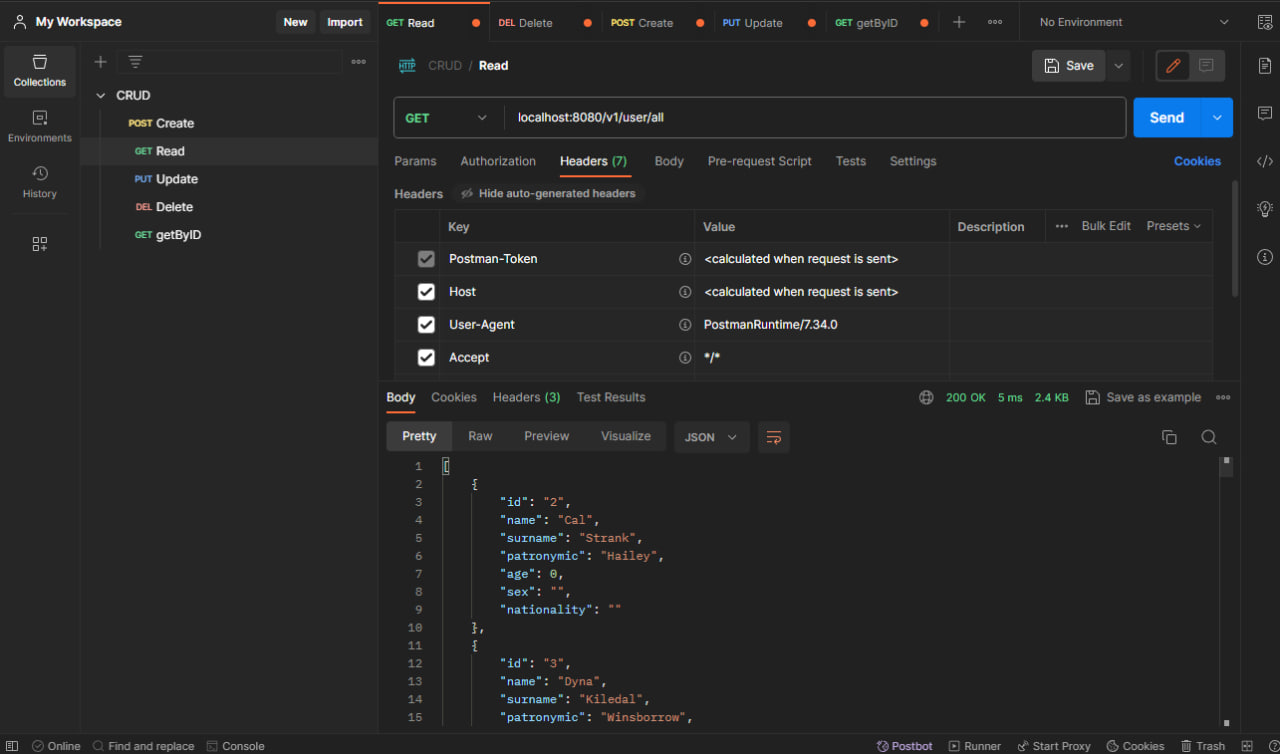 My Workspace New Import GET Read DEL Delete POST Create PUT Update GET getByID No Environment
Collections
Environments
History
CRUD
POST Create
GET Read
PUT Update
DEL Delete
GET getByID
HTTP CRUD / Read Save
GET localhost:8080/v1/user/all Send
Params Authorization Headers (7) Body Pre-request Script Tests Settings Cookies
Headers Hide auto-generated headers
Key Value Description Bulk Edit Presets
Postman-Token <calculated when request is sent>
Host <calculated when request is sent>
User-Agent PostmanRuntime/7.34.0
Accept */*
Body Cookies Headers (3) Test Results 200 OK 5 ms 2.4 KB Save as example
Pretty Raw Preview Visualize JSON
1 [
2 {
3 "id": "2",
4 "name": "Cal",
5 "surname": "Strank",
6 "patronymic": "Hailey",
7 "age": 0,
8 "sex": "",
9 "nationality": ""
10 },
11 {
12 "id": "3",
13 "name": "Dyna",
14 "surname": "Kiledal",
15 "patronymic": "Winsborrow",
Online Find and replace Console Postbot Runner Start Proxy Cookies Trash